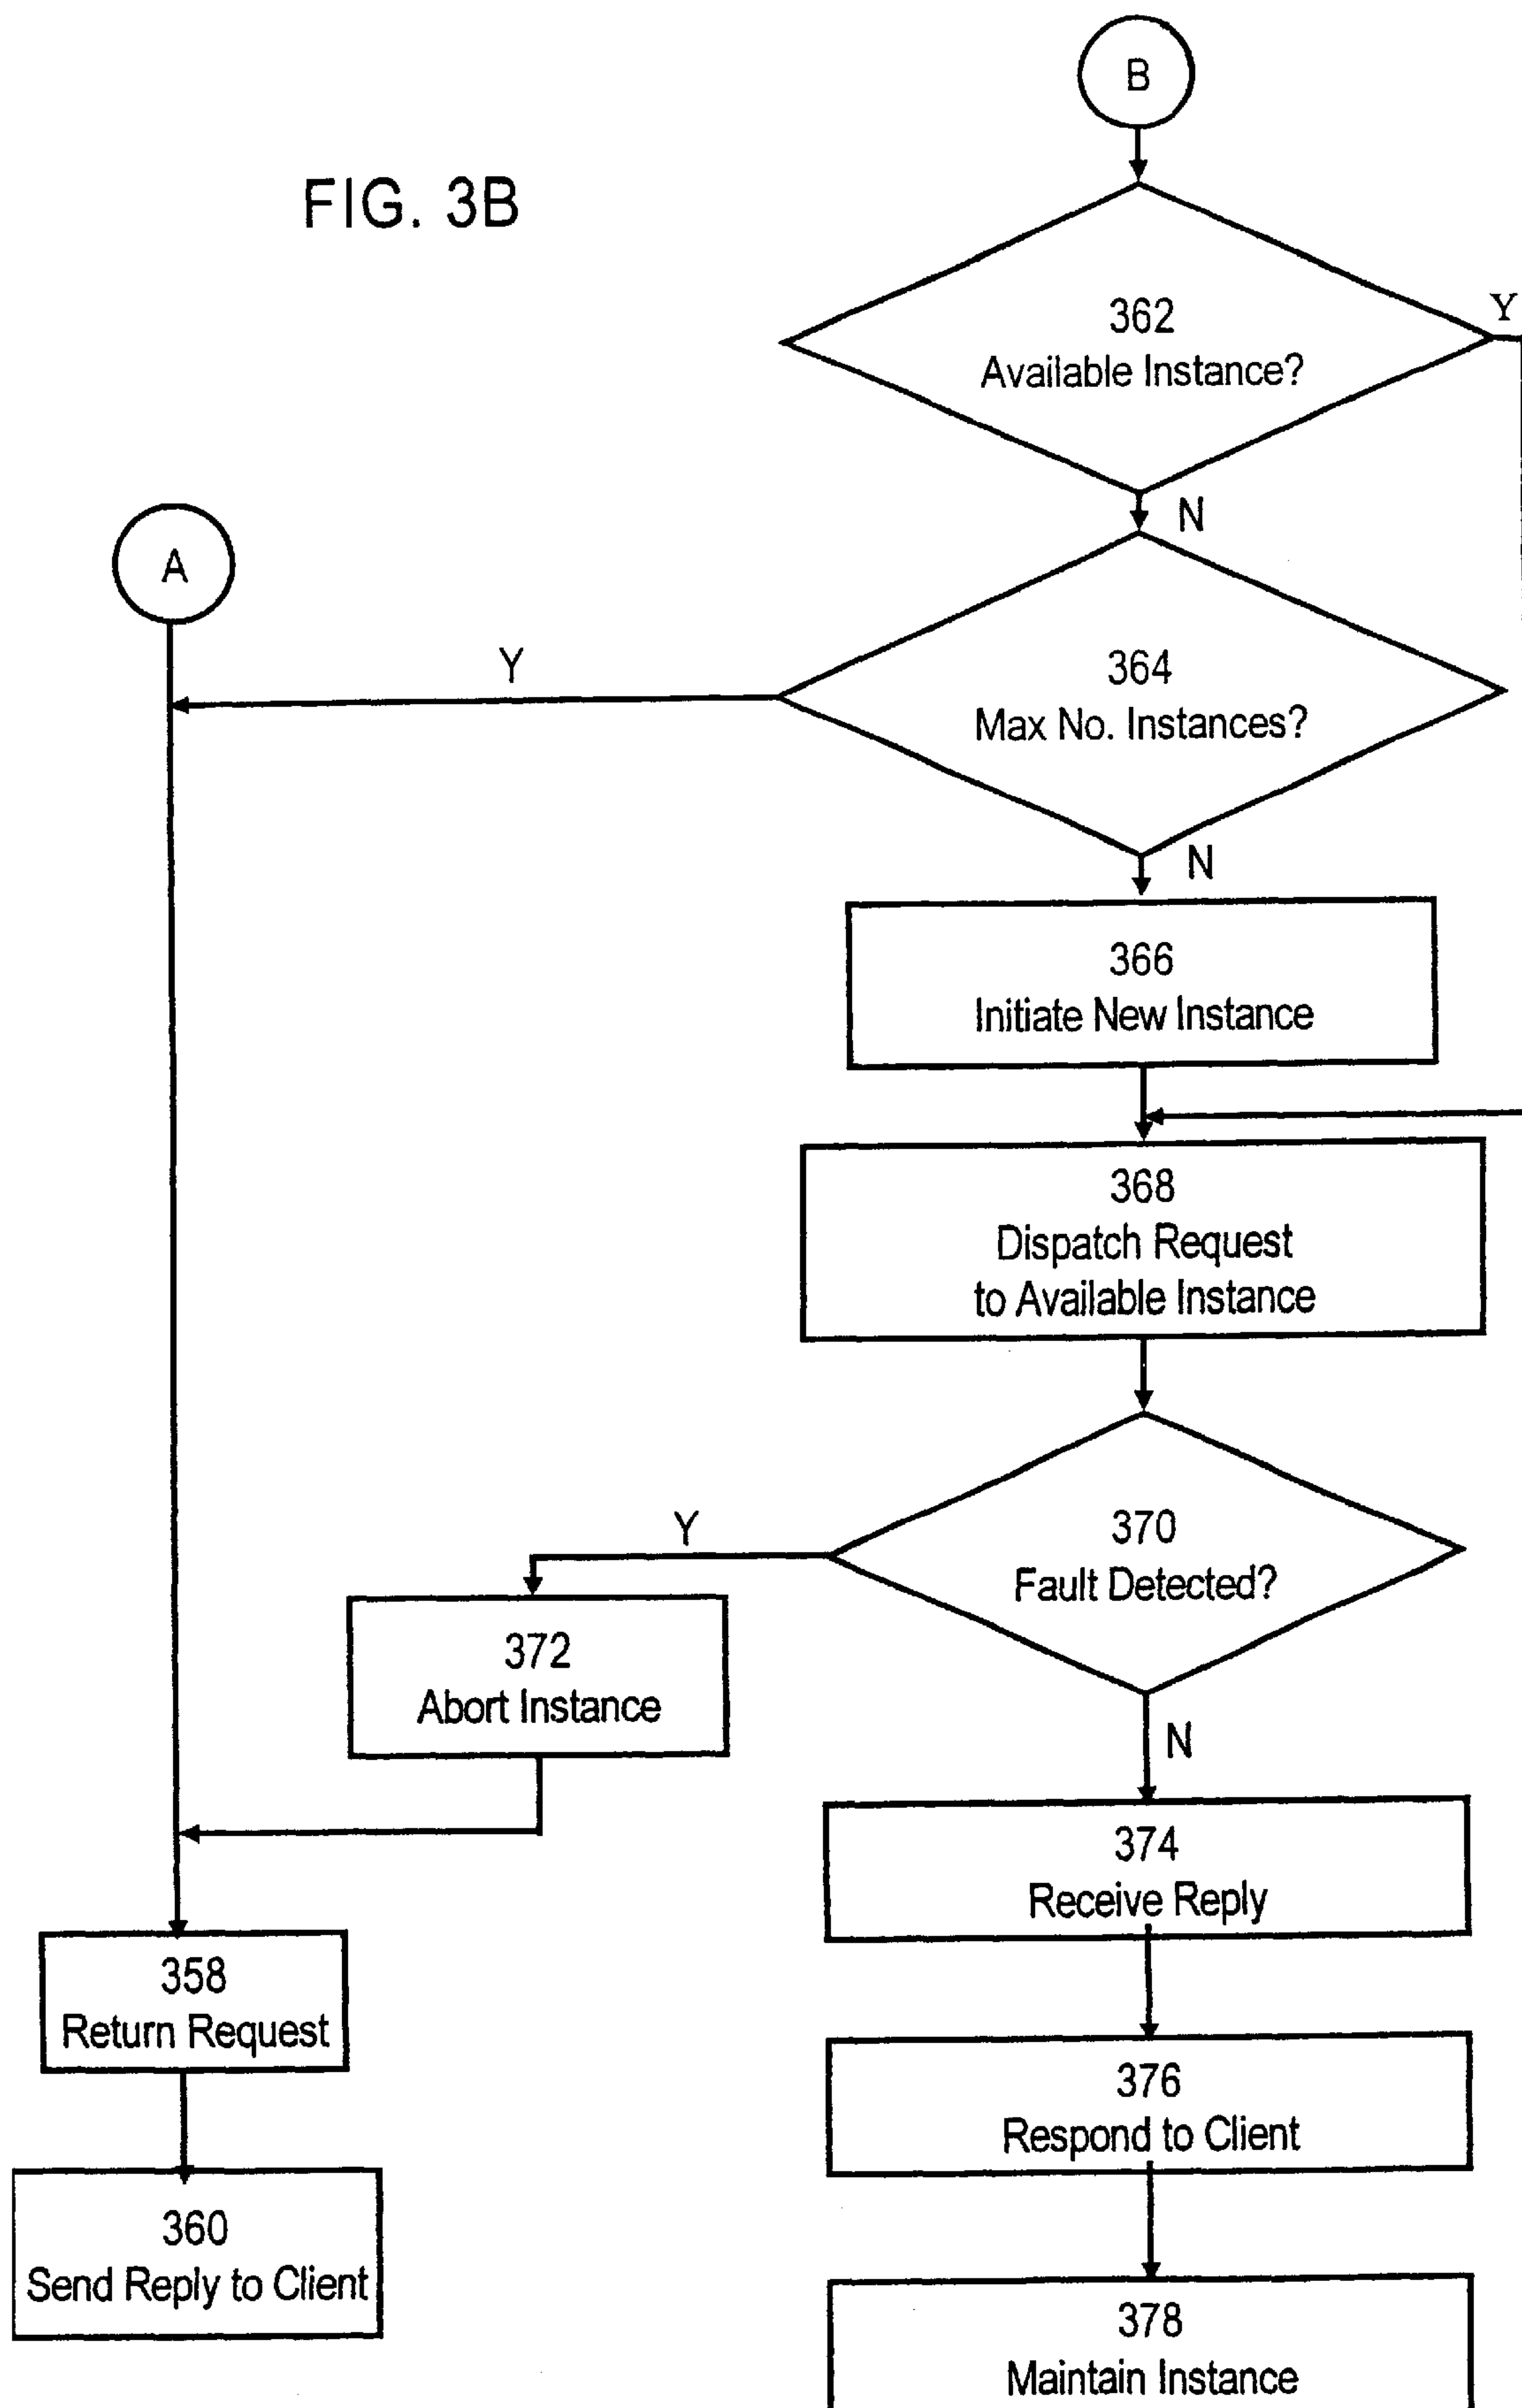 B
FIG. 3B
362
Available Instance?
Y
N
A
364
Max No. Instances?
Y
N
366
Initiate New Instance
368
Dispatch Request
to Available Instance
370
Fault Detected?
Y
372
Abort Instance
N
374
Receive Reply
358
Return Request
376
Respond to Client
360
Send Reply to Client
378
Maintain Instance